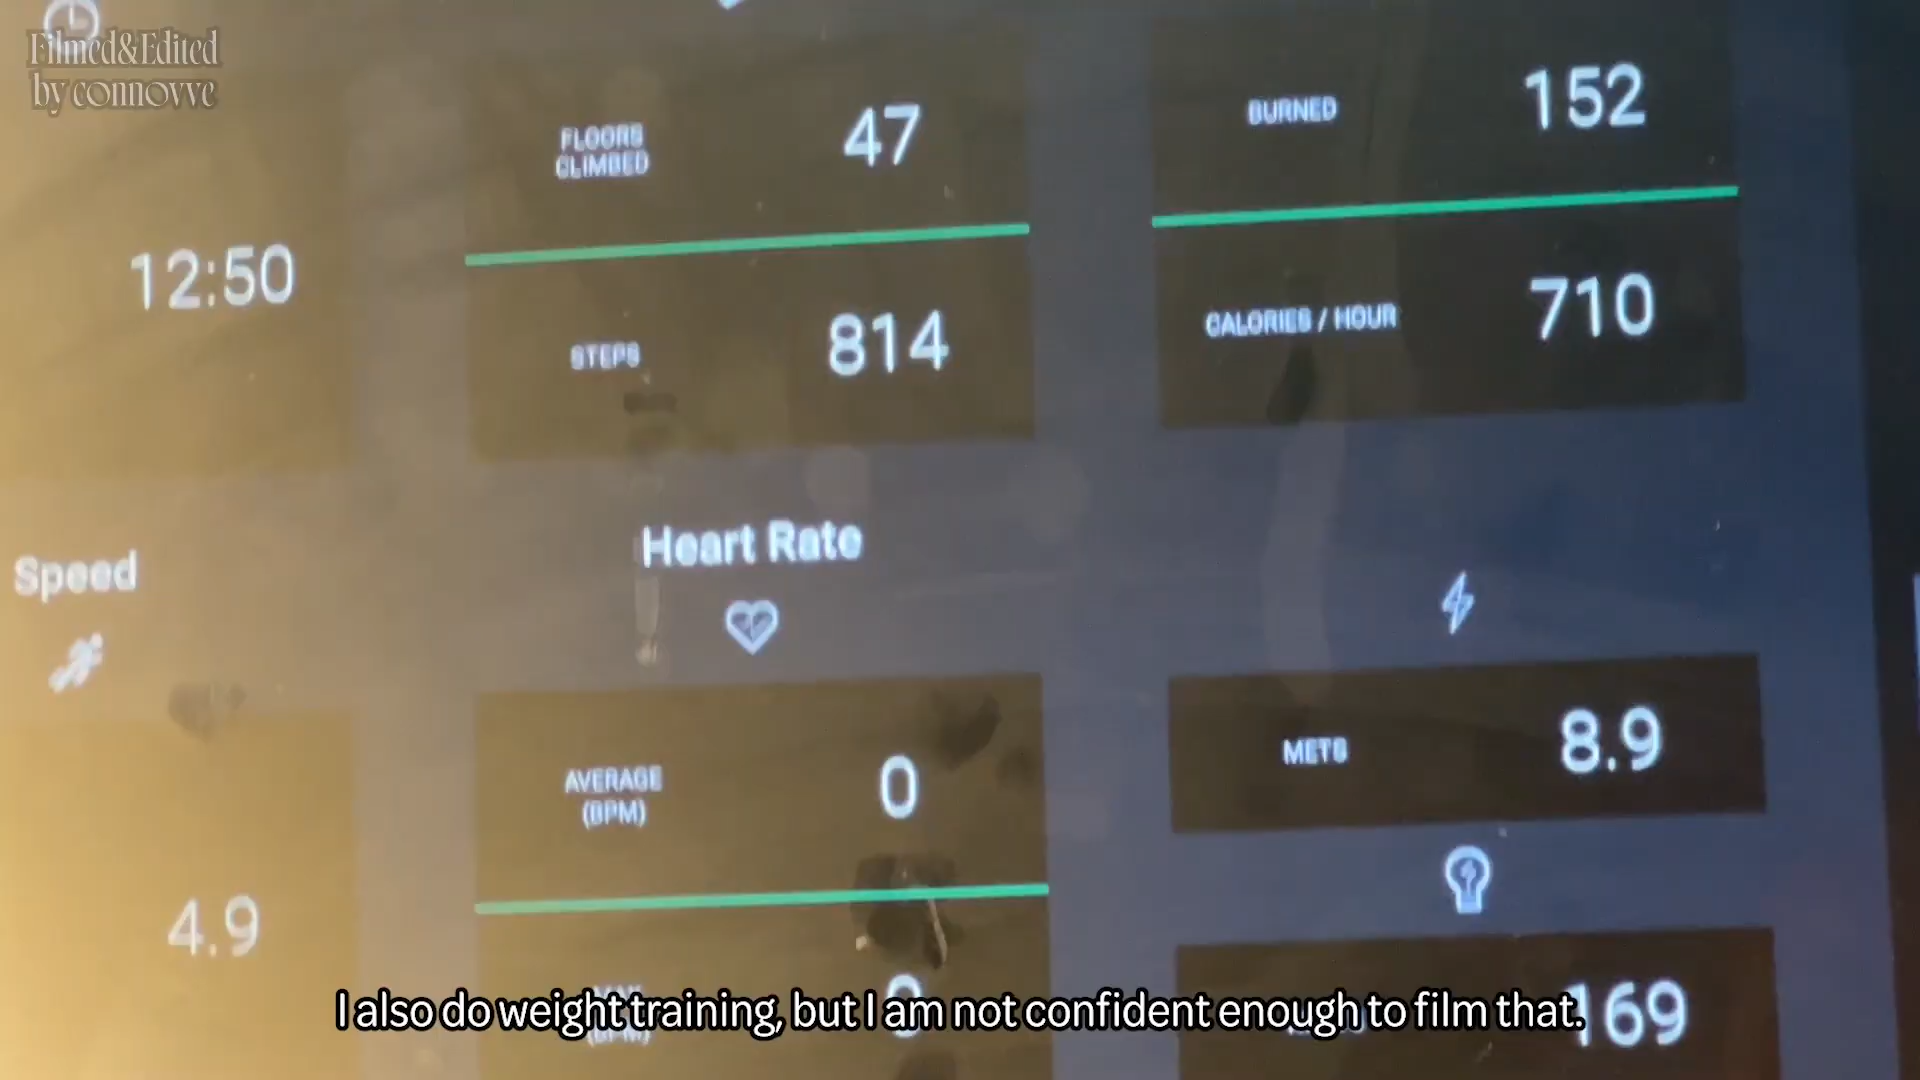 Filmed&Edited
by connovve
FLOORS
CLIMBED
47
BURNED
152
12:50
STEPS
814
CALORIES / HOUR
710
Speed
Heart Rate
METS
8.9
AVERAGE
(BPM)
0
4.9
0
(BPM)
169
I also do weight training, but I am not confident enough to film that.